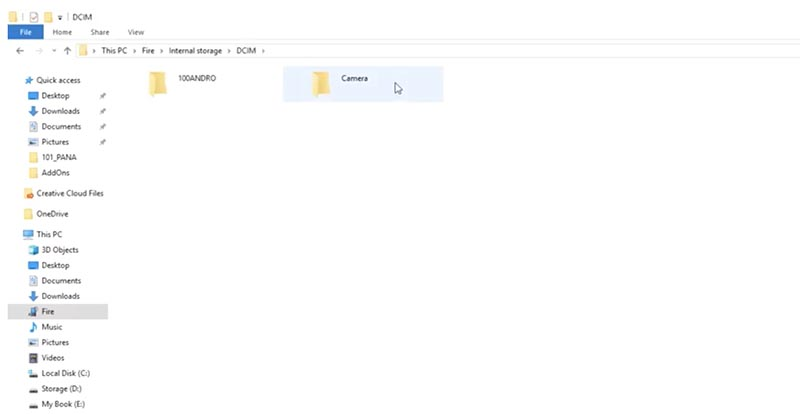 DCIM
File Home Share View
This PC > Fire > Internal storage > DCIM >
Quick access
Desktop
Downloads
Documents
Pictures
101_PANA
AddOns
Creative Cloud Files
OneDrive
This PC
3D Objects
Desktop
Documents
Downloads
Fire
Music
Pictures
Videos
Local Disk (C:)
Storage (D:)
My Book (E:)
100ANDRO
Camera